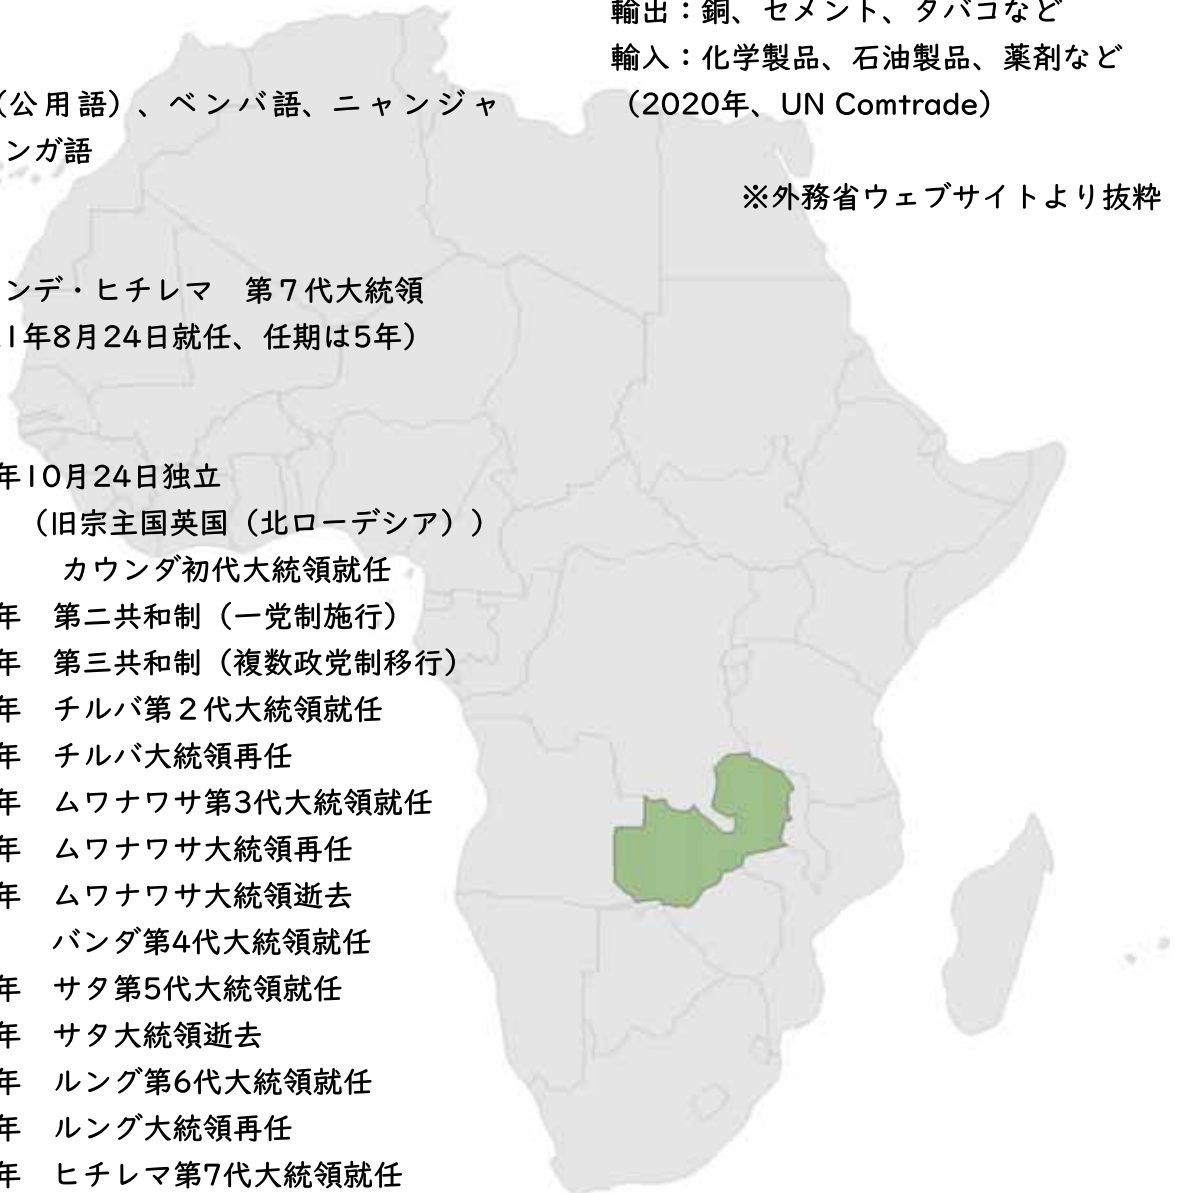 輸出：銅、セメント、タバコなど
輸入：化学製品、石油製品、薬剤など
（2020年、UN Comtrade）
※外務省ウェブサイトより抜粋
（公用語）、ベンバ語、ニャンジャ
ンガ語
ンデ・ヒチレマ　第７代大統領
1年8月24日就任、任期は5年）
年10月24日独立
（旧宗主国英国（北ローデシア））
カウンダ初代大統領就任
年　第二共和制（一党制施行）
年　第三共和制（複数政党制移行）
年　チルバ第２代大統領就任
年　チルバ大統領再任
年　ムワナワサ第3代大統領就任
年　ムワナワサ大統領再任
年　ムワナワサ大統領逝去
バンダ第4代大統領就任
年　サタ第5代大統領就任
年　サタ大統領逝去
年　ルング第6代大統領就任
年　ルング大統領再任
年　ヒチレマ第7代大統領就任